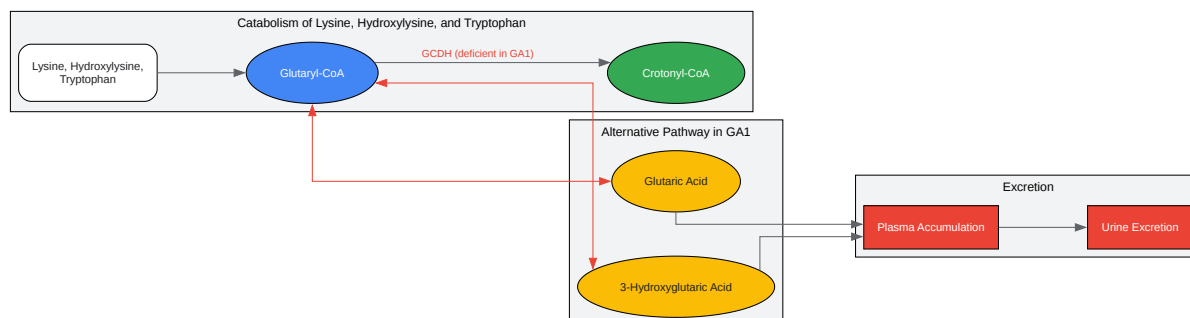 Catabolism of Lysine, Hydroxylysine, and Tryptophan
Lysine, Hydroxylysine,
Tryptophan
Glutaryl-CoA
GCDH (deficient in GA1)
Crotonyl-CoA
Alternative Pathway in GA1
Glutaric Acid
3-Hydroxyglutaric Acid
Excretion
Plasma Accumulation
Urine Excretion